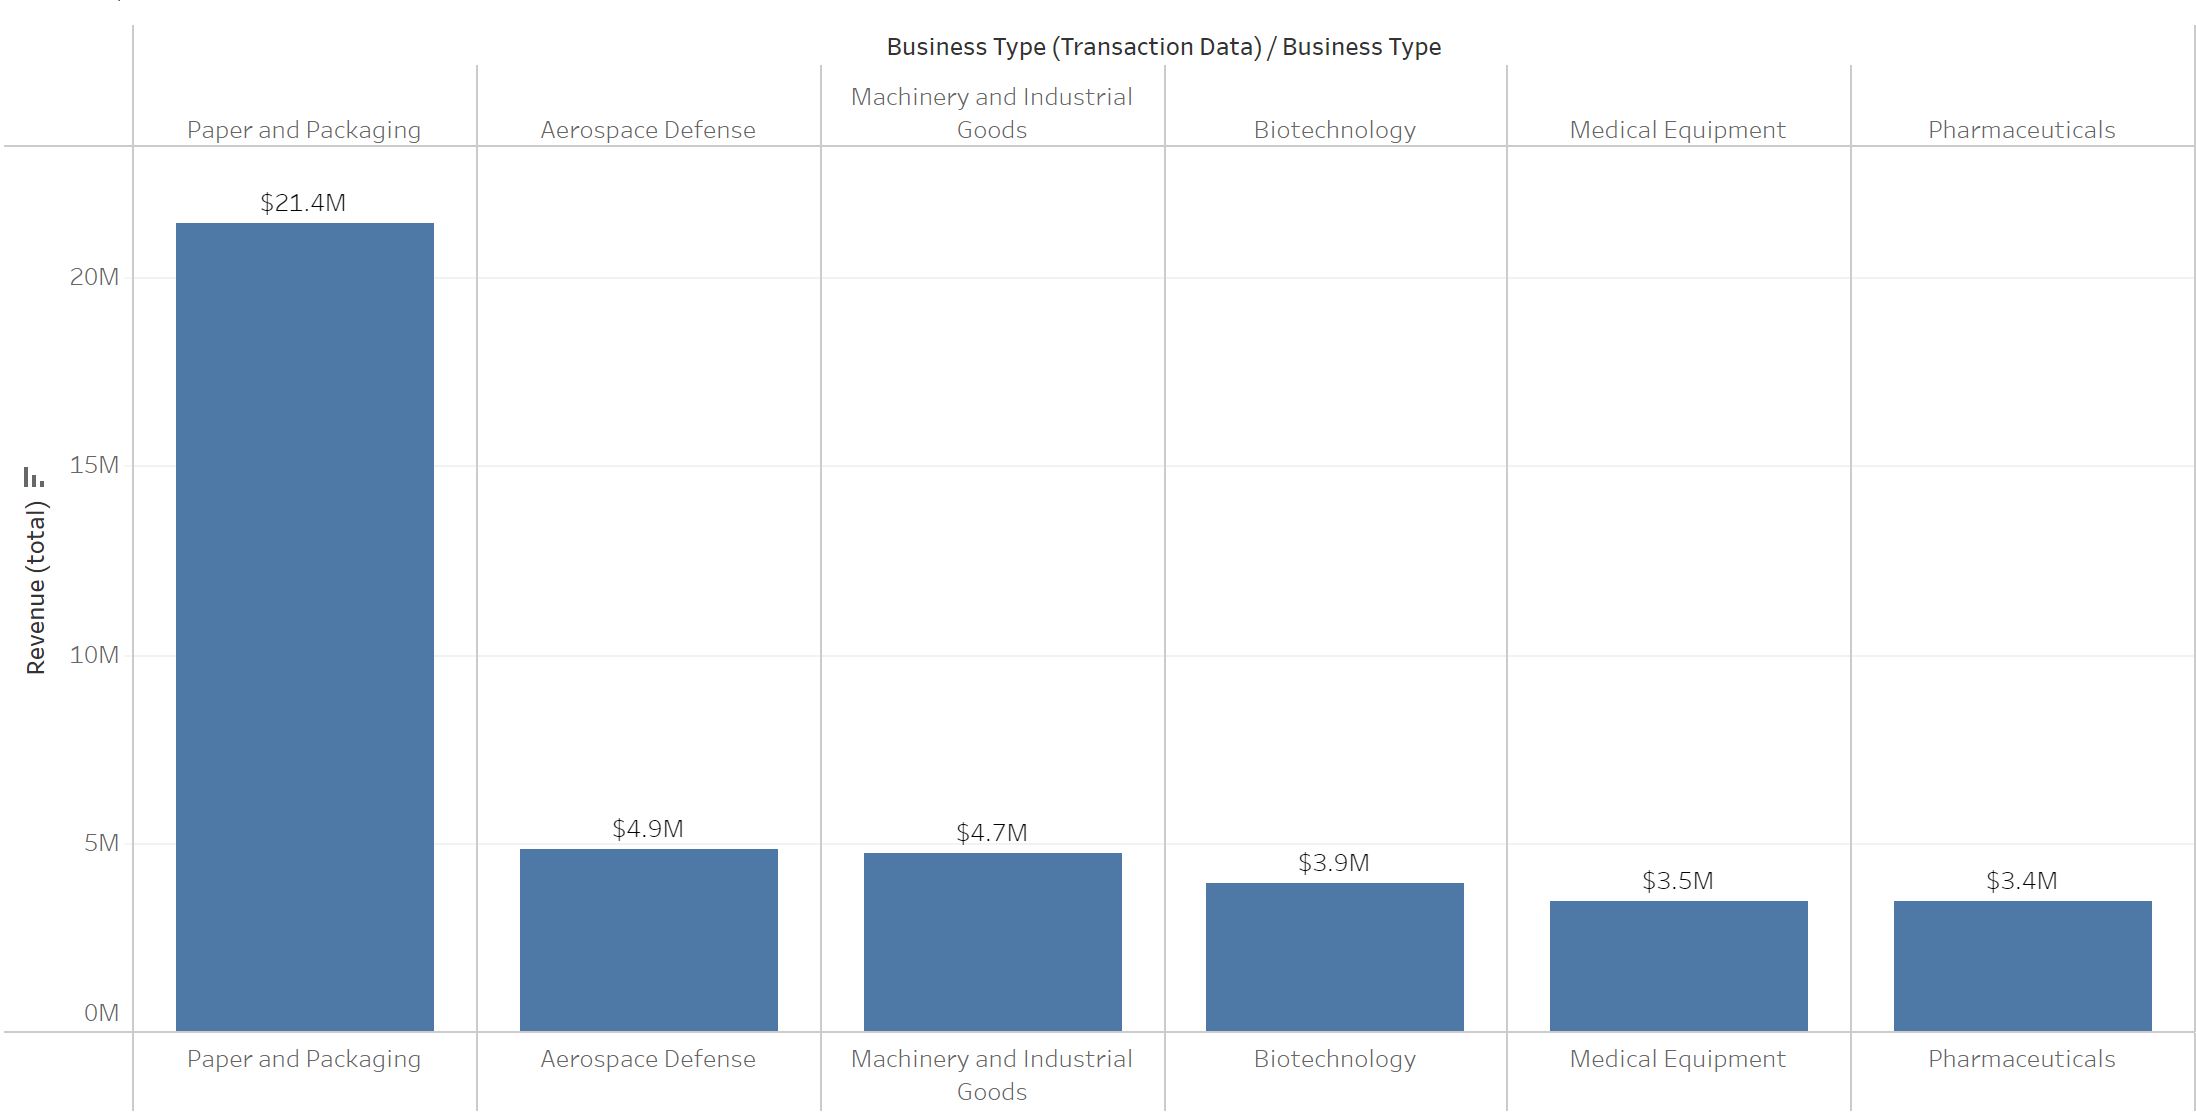 Business Type (Transaction Data) / Business Type
Paper and Packaging
Aerospace Defense
Machinery and Industrial
Goods
Biotechnology
Medical Equipment
Pharmaceuticals
Revenue (total)
20M
15M
10M
5M
0M
$21.4M
$4.9M
$4.7M
$3.9M
$3.5M
$3.4M
Paper and Packaging
Aerospace Defense
Machinery and Industrial
Goods
Biotechnology
Medical Equipment
Pharmaceuticals